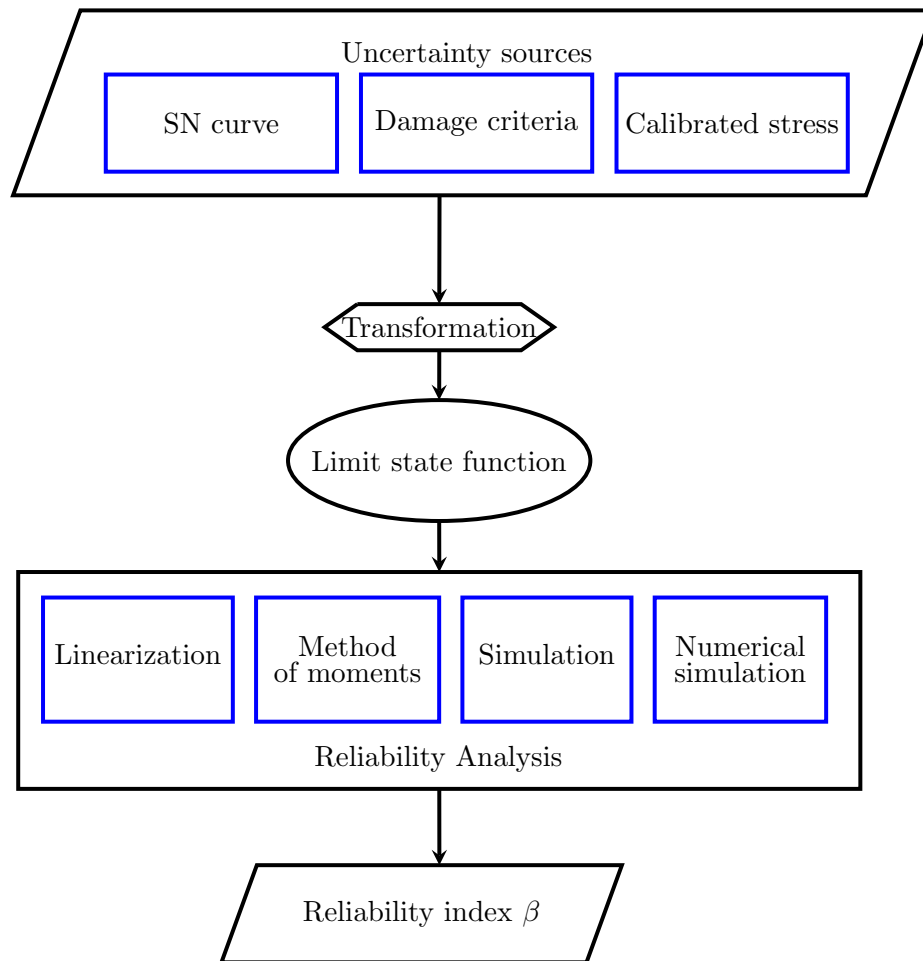 Uncertainty sources
SN curve
Damage criteria
Calibrated stress
Transformation
Limit state function
Linearization
Method
of moments
Simulation
Numerical
simulation
Reliability Analysis
Reliability index β